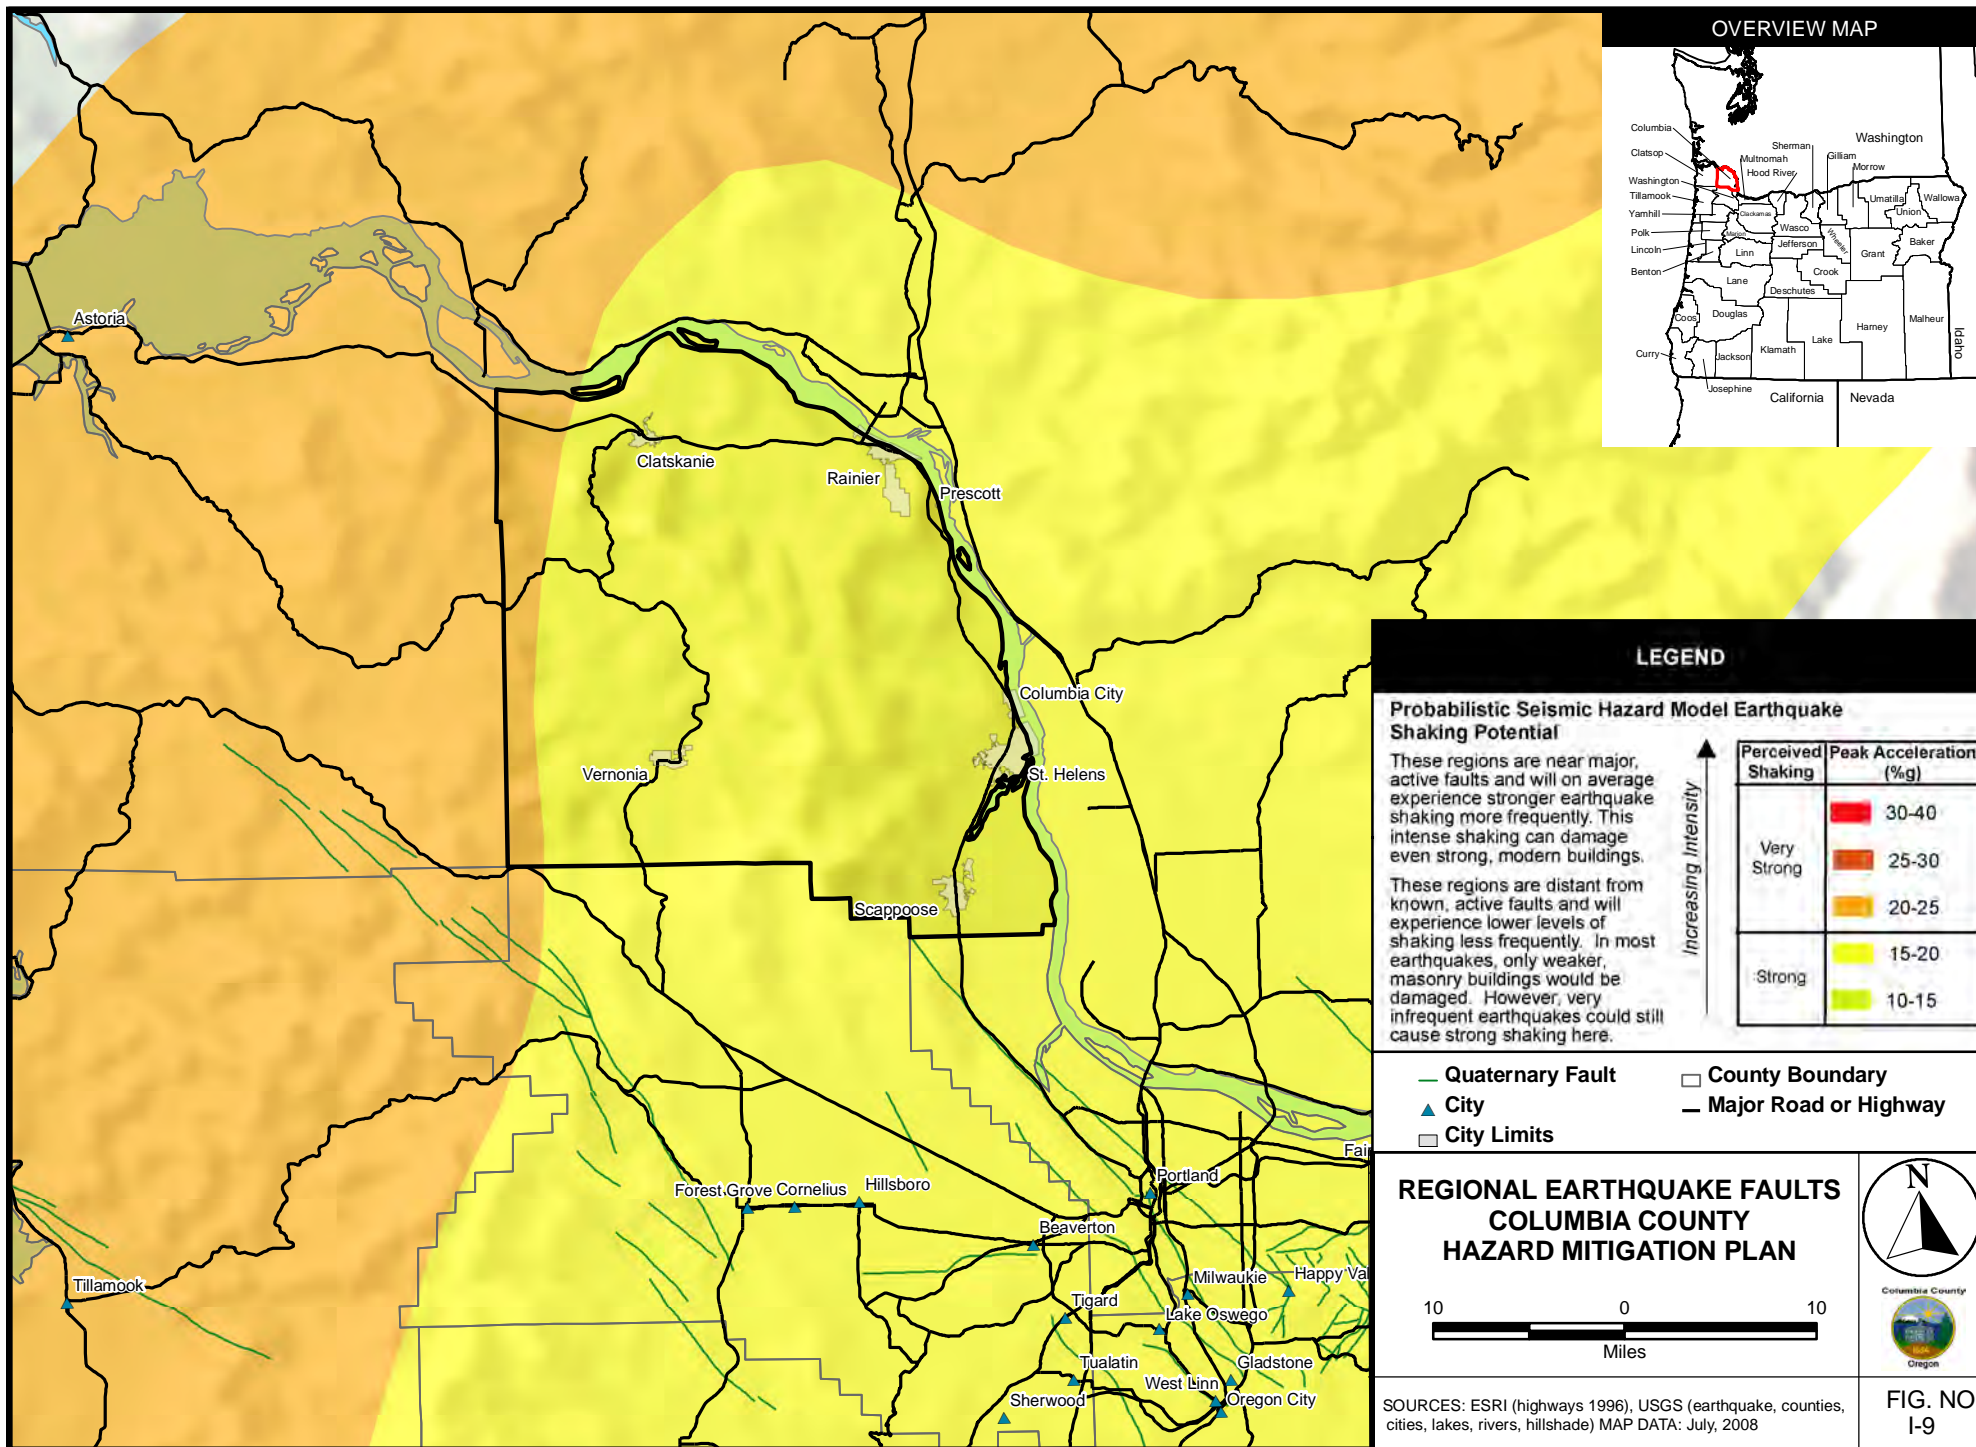 OVERVIEW MAP
Columbia
Clatsop
Washington
Tillamook
Yamhill
Polk
Lincoln
Benton
Multnomah
Hood River
Sherman
Gilliam
Morrow
Washington
Umatilla
Wallowa
Union
Clackamas
Wasco
Marion
Jefferson
Wheeler
Grant
Baker
Linn
Crook
Lane
Deschutes
Coos
Douglas
Harney
Malheur
Idaho
Curry
Jackson
Klamath
Lake
Josephine
California
Nevada
Astoria
Clatskanie
Rainier
Prescott
Columbia City
St. Helens
Vernonia
Scappoose
Forest Grove
Cornelius
Hillsboro
Portland
Beaverton
Fai
Milwaukie
Happy Val
Tigard
Lake Oswego
Tualatin
Gladstone
West Linn
Oregon City
Sherwood
Tillamook
LEGEND
Probabilistic Seismic Hazard Model Earthquake
Shaking Potential
These regions are near major,
active faults and will on average
experience stronger earthquake
shaking more frequently. This
intense shaking can damage
even strong, modern buildings.
These regions are distant from
known, active faults and will
experience lower levels of
shaking less frequently. In most
earthquakes, only weaker,
masonry buildings would be
damaged. However, very
infrequent earthquakes could still
cause strong shaking here.
Increasing Intensity
Perceived Shaking
Peak Acceleration (%g)
Very Strong
30-40
25-30
20-25
Strong
15-20
10-15
Quaternary Fault
County Boundary
City
Major Road or Highway
City Limits
REGIONAL EARTHQUAKE FAULTS
COLUMBIA COUNTY
HAZARD MITIGATION PLAN
10 0 10
Miles
N
Columbia County
Oregon
SOURCES: ESRI (highways 1996), USGS (earthquake, counties,
cities, lakes, rivers, hillshade) MAP DATA: July, 2008
FIG. NO
I-9